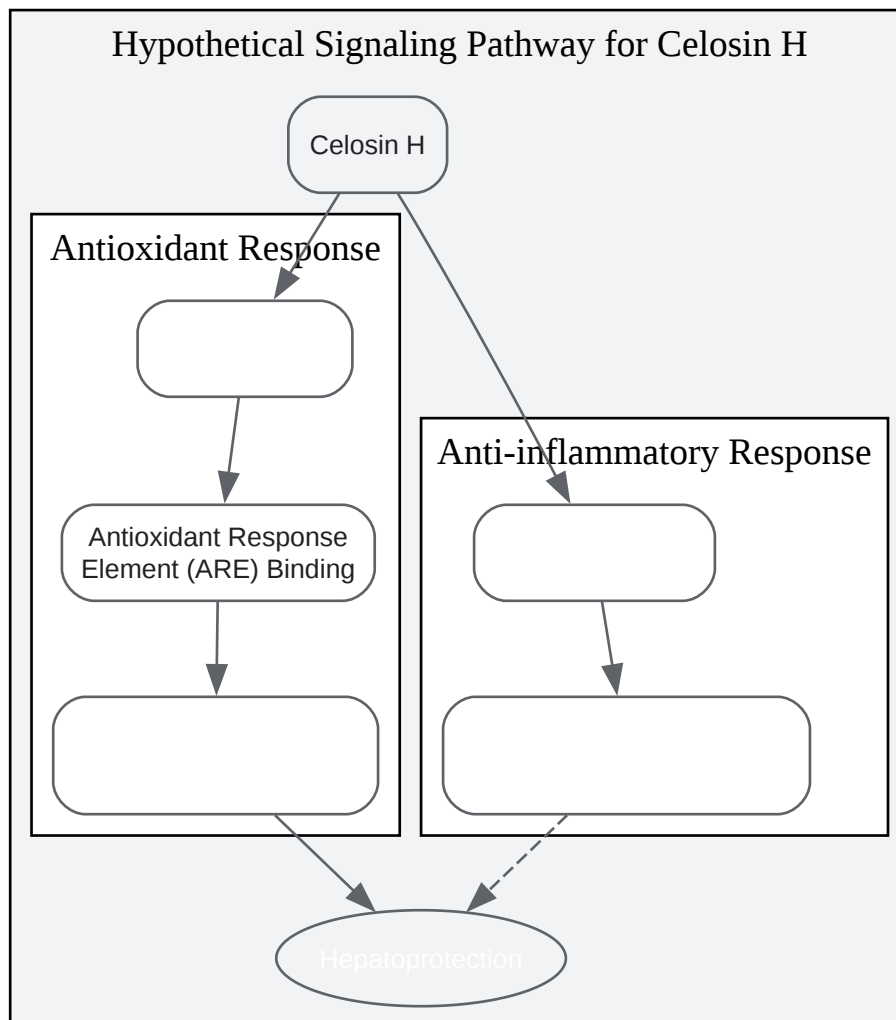 Hypothetical Signaling Pathway for Celosin H
Celosin H
Antioxidant Response
Anti-inflammatory Response
Antioxidant Response
Element (ARE) Binding
Hepatoprotection